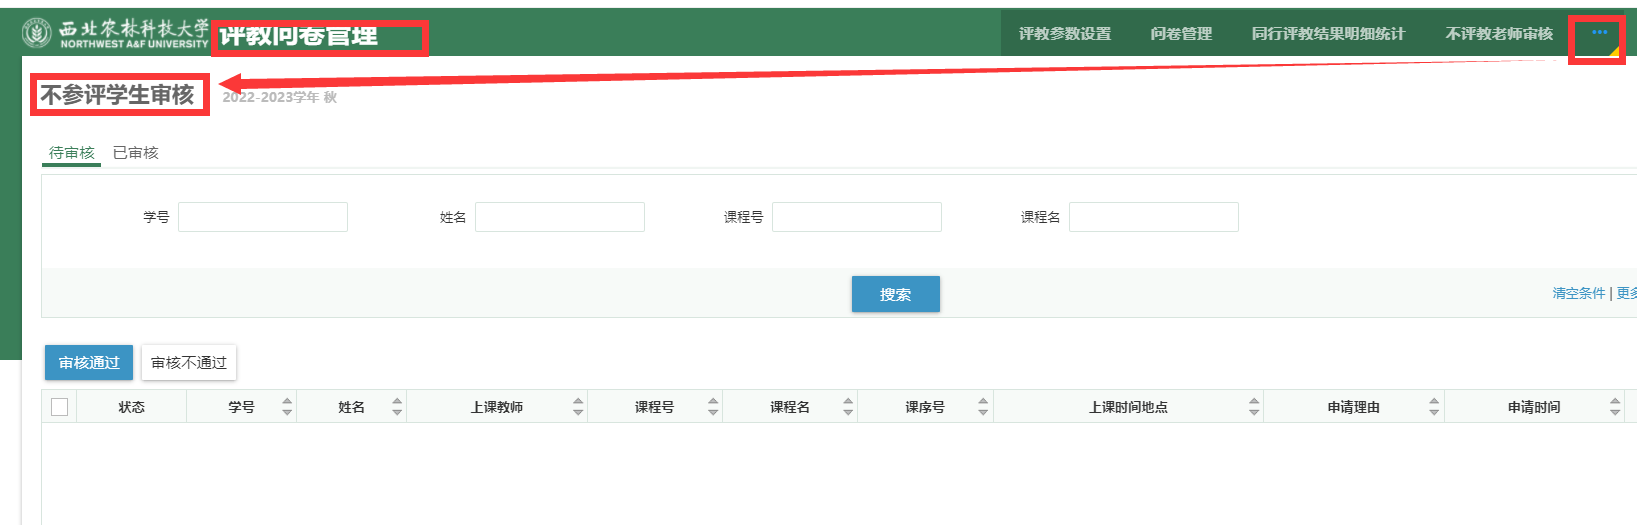 西北农林科技大学
NORTHWEST A&F UNIVERSITY
评教问卷管理
评教参数设置 问卷管理 同行评教结果明细统计 不评教老师审核 ···
不参评学生审核 2022-2023学年 秋
待审核 已审核
学号 姓名 课程号 课程名
搜索
清空条件 | 更多
审核通过 审核不通过
状态 学号 姓名 上课教师 课程号 课程名 课序号 上课时间地点 申请理由 申请时间